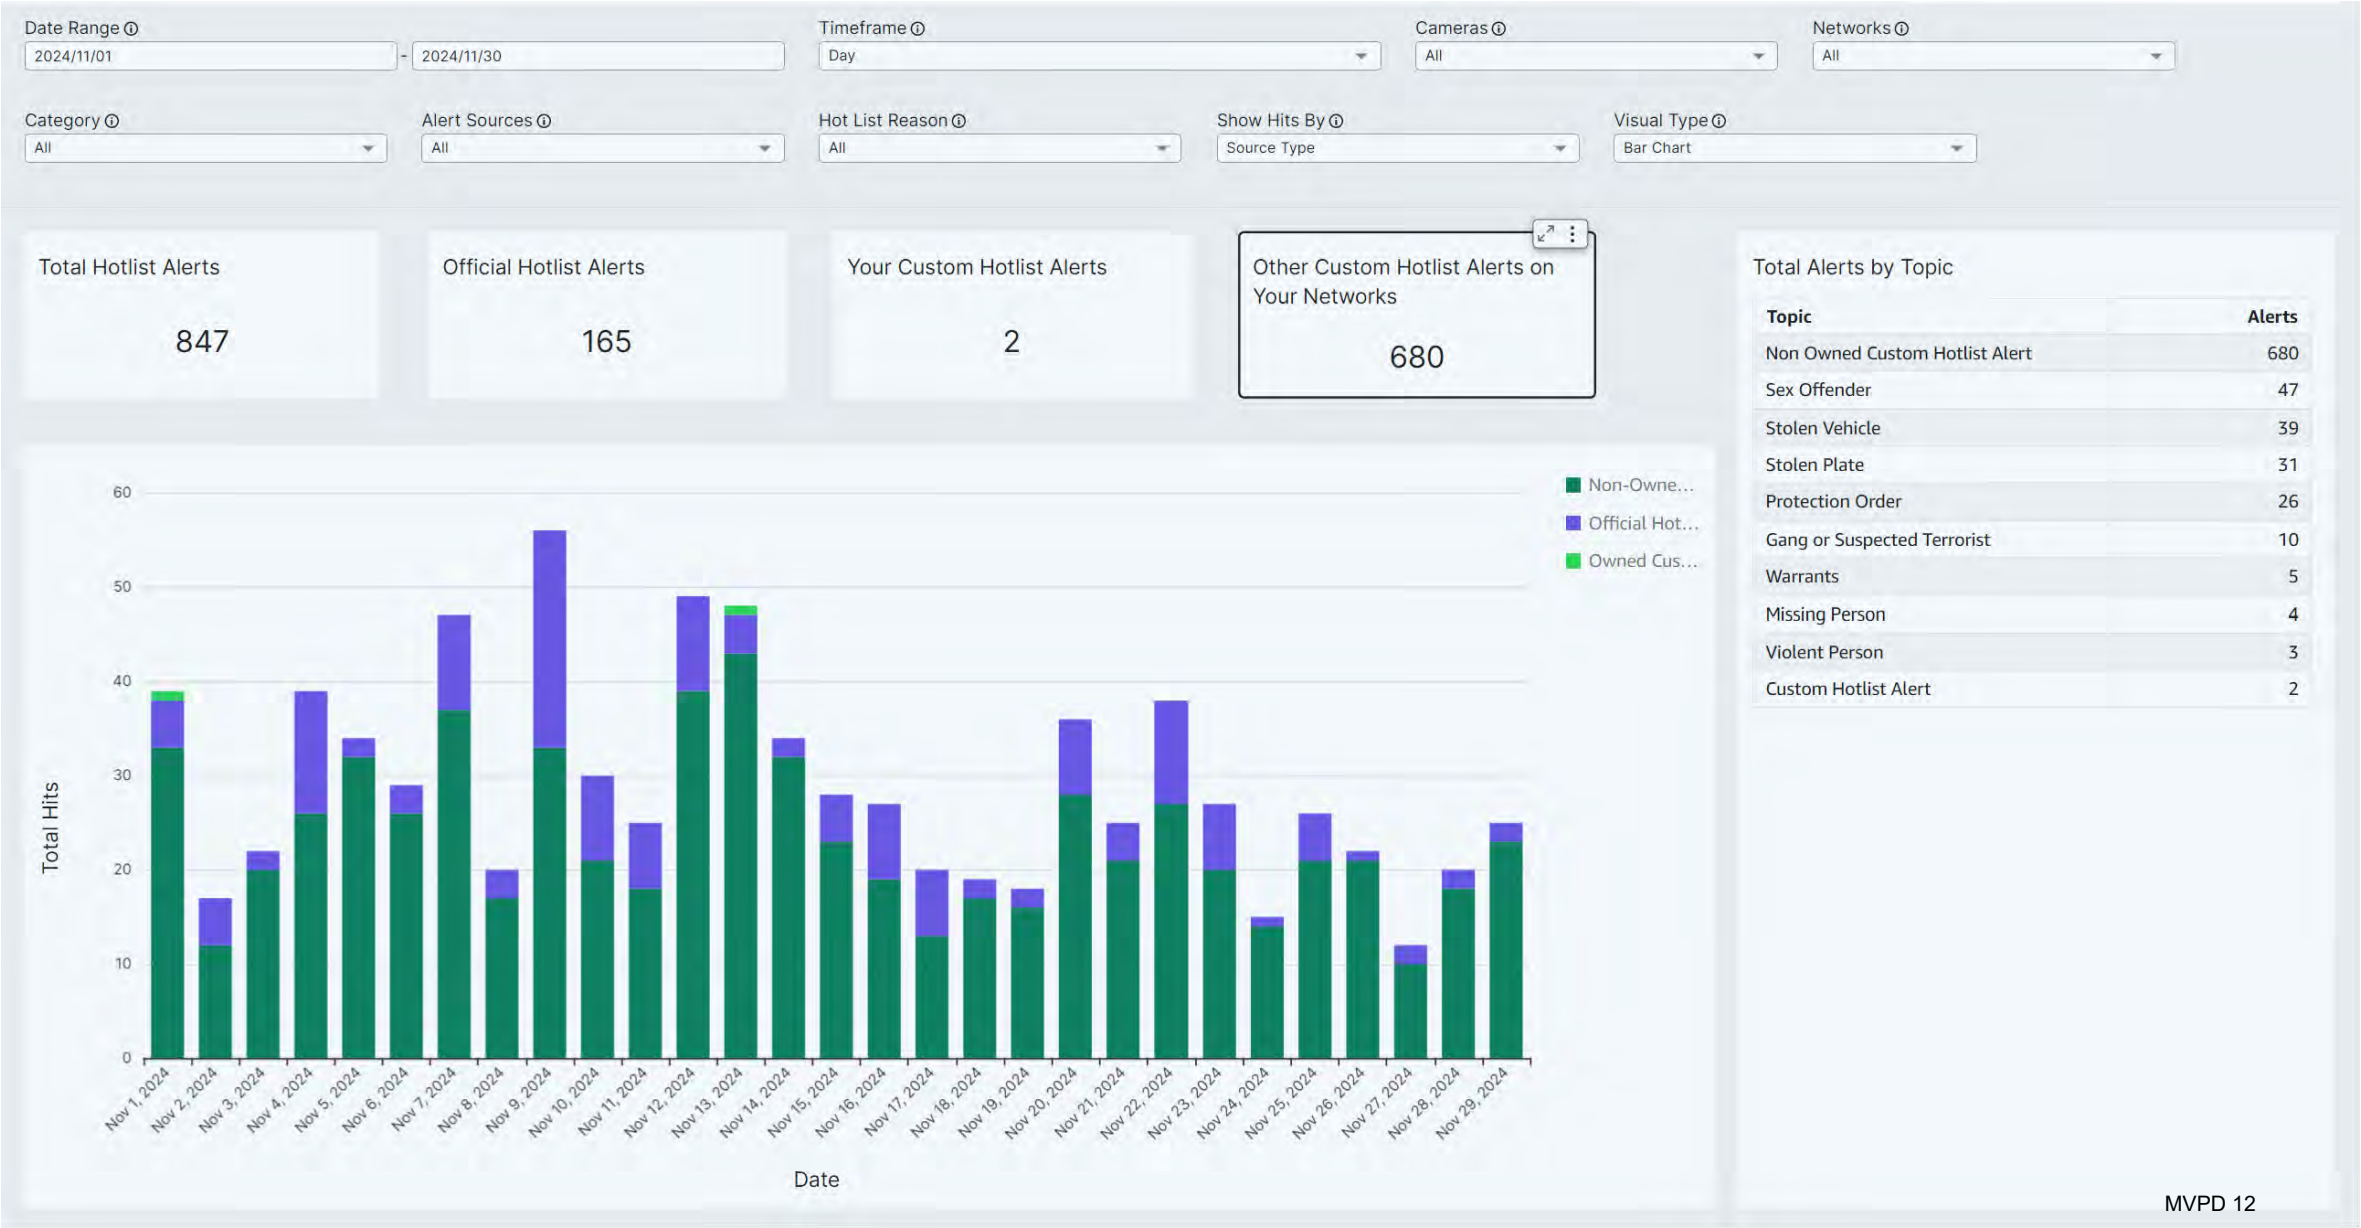 Date Range
Timeframe
Cameras
Networks
2024/11/01 - 2024/11/30
Day
All
All
Category
Alert Sources
Hot List Reason
Show Hits By
Visual Type
All
All
All
Source Type
Bar Chart
Total Hotlist Alerts
847
Official Hotlist Alerts
165
Your Custom Hotlist Alerts
2
Other Custom Hotlist Alerts on
Your Networks
680
Total Alerts by Topic
Topic Alerts
Non Owned Custom Hotlist Alert 680
Sex Offender 47
Stolen Vehicle 39
Stolen Plate 31
Protection Order 26
Gang or Suspected Terrorist 10
Warrants 5
Missing Person 4
Violent Person 3
Custom Hotlist Alert 2
Non-Owne...
Official Hot...
Owned Cus...
Total Hits
60
50
40
30
20
10
0
Nov 1, 2024
Nov 2, 2024
Nov 3, 2024
Nov 4, 2024
Nov 5, 2024
Nov 6, 2024
Nov 7, 2024
Nov 8, 2024
Nov 9, 2024
Nov 10, 2024
Nov 11, 2024
Nov 12, 2024
Nov 13, 2024
Nov 14, 2024
Nov 15, 2024
Nov 16, 2024
Nov 17, 2024
Nov 18, 2024
Nov 19, 2024
Nov 20, 2024
Nov 21, 2024
Nov 22, 2024
Nov 23, 2024
Nov 24, 2024
Nov 25, 2024
Nov 26, 2024
Nov 27, 2024
Nov 28, 2024
Nov 29, 2024
Date
MVPD 12